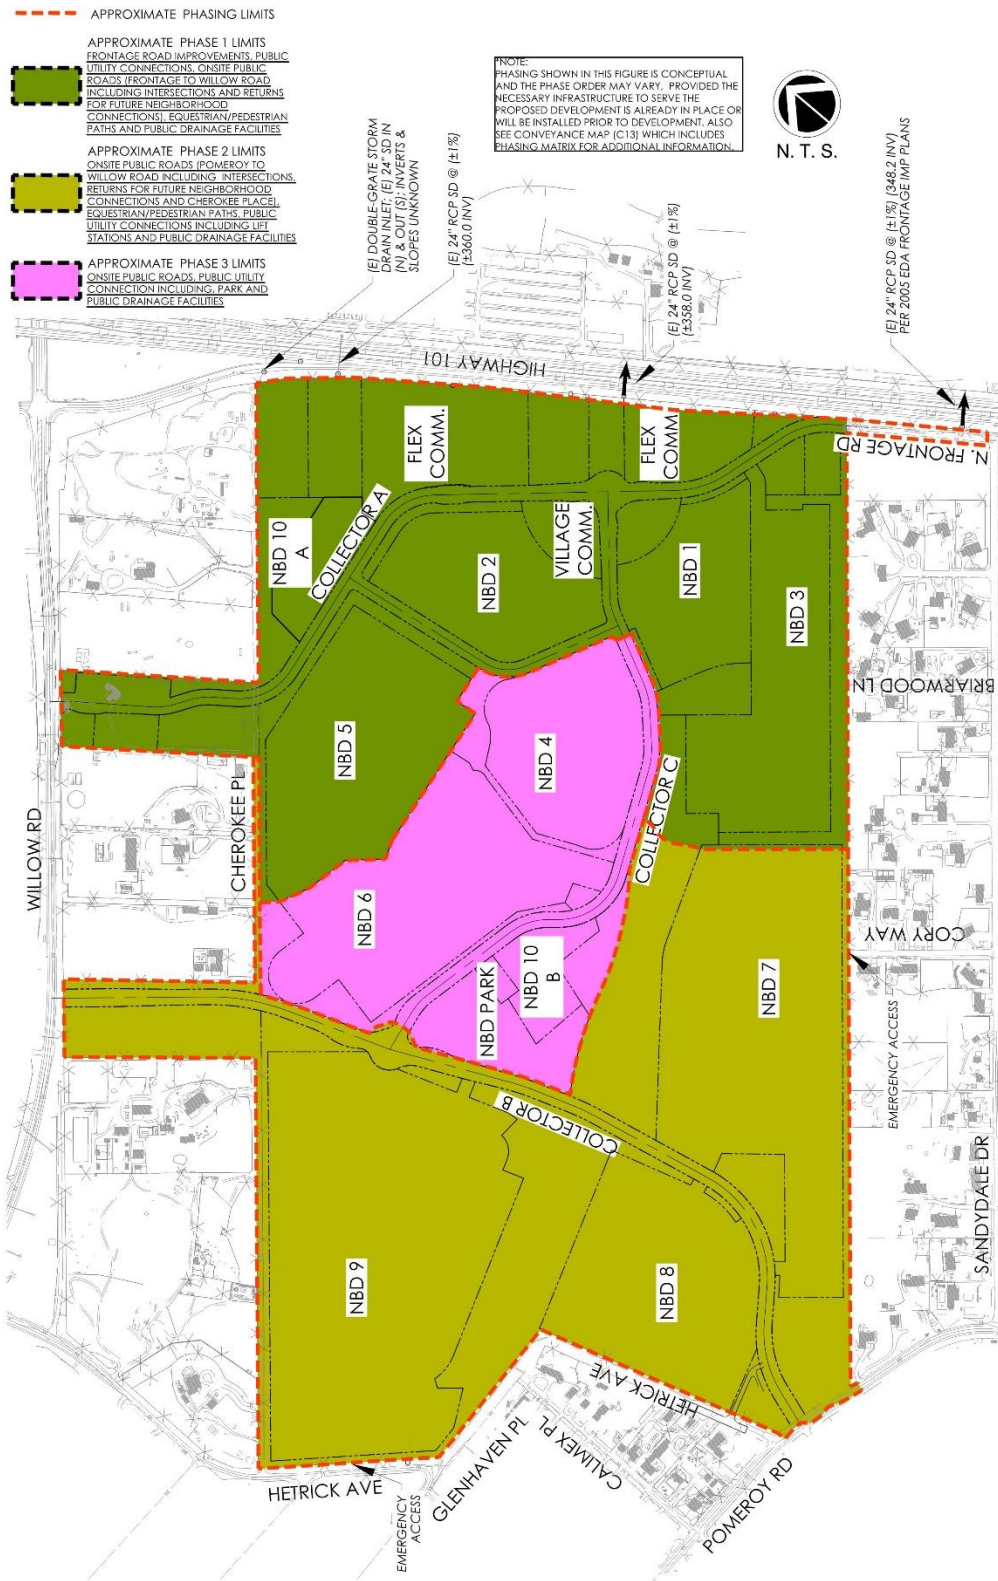 APPROXIMATE PHASING LIMITS
APPROXIMATE PHASE 1 LIMITS
FRONTAGE ROAD IMPROVEMENTS, PUBLIC
UTILITY CONNECTIONS, ONSITE PUBLIC
ROADS (FRONTAGE TO WILLOW ROAD
INCLUDING INTERSECTIONS AND RETURNS
FOR FUTURE NEIGHBORHOOD
CONNECTIONS), EQUESTRIAN/PEDESTRIAN
PATHS AND PUBLIC DRAINAGE FACILITIES
APPROXIMATE PHASE 2 LIMITS
ONSITE PUBLIC ROADS (POMEROY TO
WILLOW ROAD INCLUDING INTERSECTIONS,
RETURNS FOR FUTURE NEIGHBORHOOD
CONNECTIONS AND CHEROKEE PLACE),
EQUESTRIAN/PEDESTRIAN PATHS, PUBLIC
UTILITY CONNECTIONS INCLUDING LIFT
STATIONS AND PUBLIC DRAINAGE FACILITIES
APPROXIMATE PHASE 3 LIMITS
ONSITE PUBLIC ROADS, PUBLIC UTILITY
CONNECTION INCLUDING, PARK AND
PUBLIC DRAINAGE FACILITIES
*NOTE:
PHASING SHOWN IN THIS FIGURE IS CONCEPTUAL
AND THE PHASE ORDER MAY VARY, PROVIDED THE
NECESSARY INFRASTRUCTURE TO SERVE THE
PROPOSED DEVELOPMENT IS ALREADY IN PLACE OR
WILL BE INSTALLED PRIOR TO DEVELOPMENT. ALSO
SEE CONVEYANCE MAP (C13) WHICH INCLUDES
PHASING MATRIX FOR ADDITIONAL INFORMATION.
N. T. S.
(E) DOUBLE-GRATE STORM
DRAIN INLET; (E) 24" SD IN
(N) & OUT (S); INVERTS &
SLOPES UNKNOWN
(E) 24" RCP SD @ (±1%)
(±360.0 INV)
(E) 24" RCP SD @ (±1%)
(±358.0 INV)
(E) 24" RCP SD @ (±1%) (348.2 INV)
PER 2005 EDA FRONTAGE IMP PLANS
HIGHWAY 101
N. FRONTAGE RD
FLEX
COMM.
FLEX
COMM.
NBD 10
A
COLLECTOR A
NBD 2
VILLAGE
COMM.
NBD 1
NBD 3
BRIARWOOD LN
NBD 5
NBD 4
COLLECTOR C
WILLOW RD
CHEROKEE PL
NBD 6
NBD PARK
NBD 10
B
NBD 7
CORY WAY
EMERGENCY ACCESS
COLLECTOR B
NBD 9
NBD 8
SANDYDALE DR
HETRICK AVE
HETRICK AVE
EMERGENCY
ACCESS
GLENHAVEN PL
CALIMEX PL
POMEROY RD